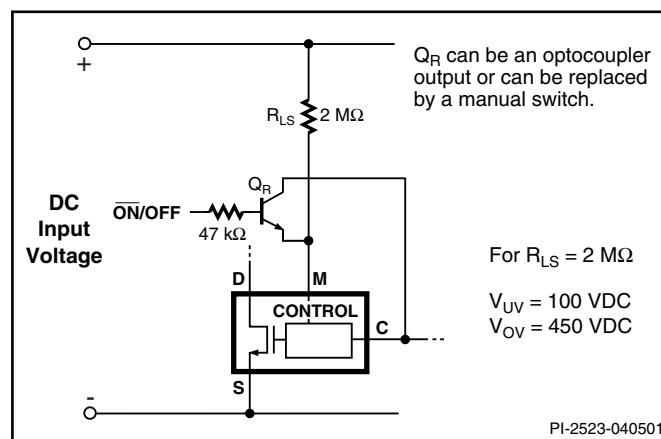 +
Q_R can be an optocoupler
output or can be replaced
by a manual switch.
R_LS
2 MΩ
Q_R
DC
Input
Voltage
O̅N̅/OFF
47 kΩ
For R_LS = 2 MΩ
V_UV = 100 VDC
V_OV = 450 VDC
D
M
CONTROL
C
S
-
PI-2523-040501